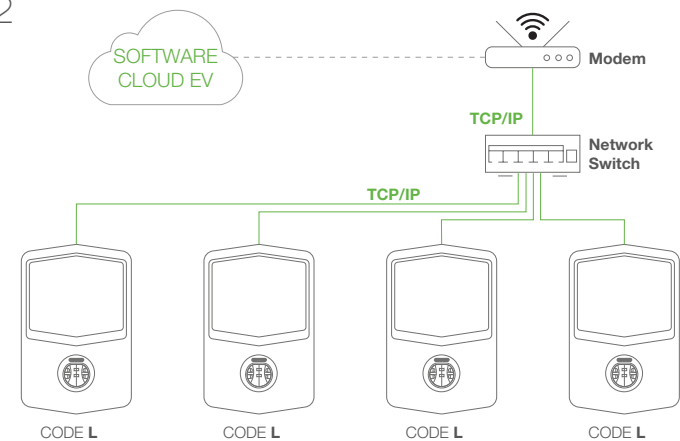 2
SOFTWARE
CLOUD EV
Modem
TCP/IP
Network
Switch
TCP/IP
CODE L
CODE L
CODE L
CODE L